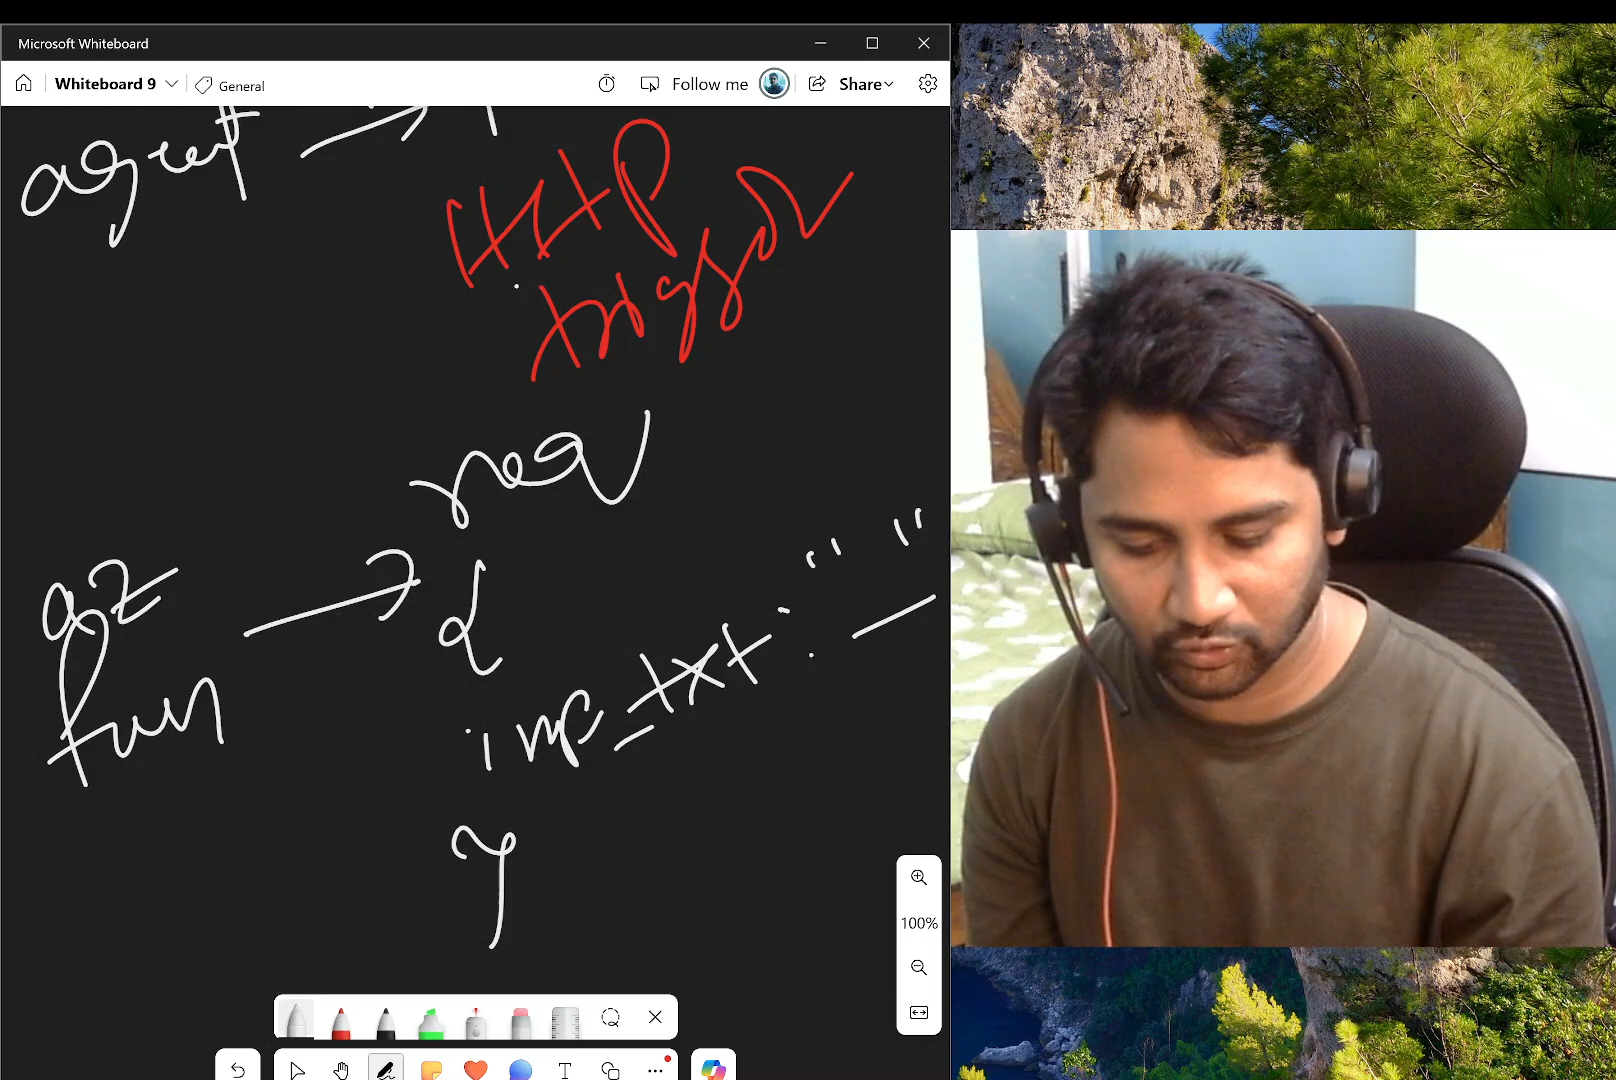 Microsoft Whiteboard
Whiteboard 9
General
Follow me
Share
agent →
HTTP
trigger
req
az
fun →
{
inp_txt : " "
}
100%